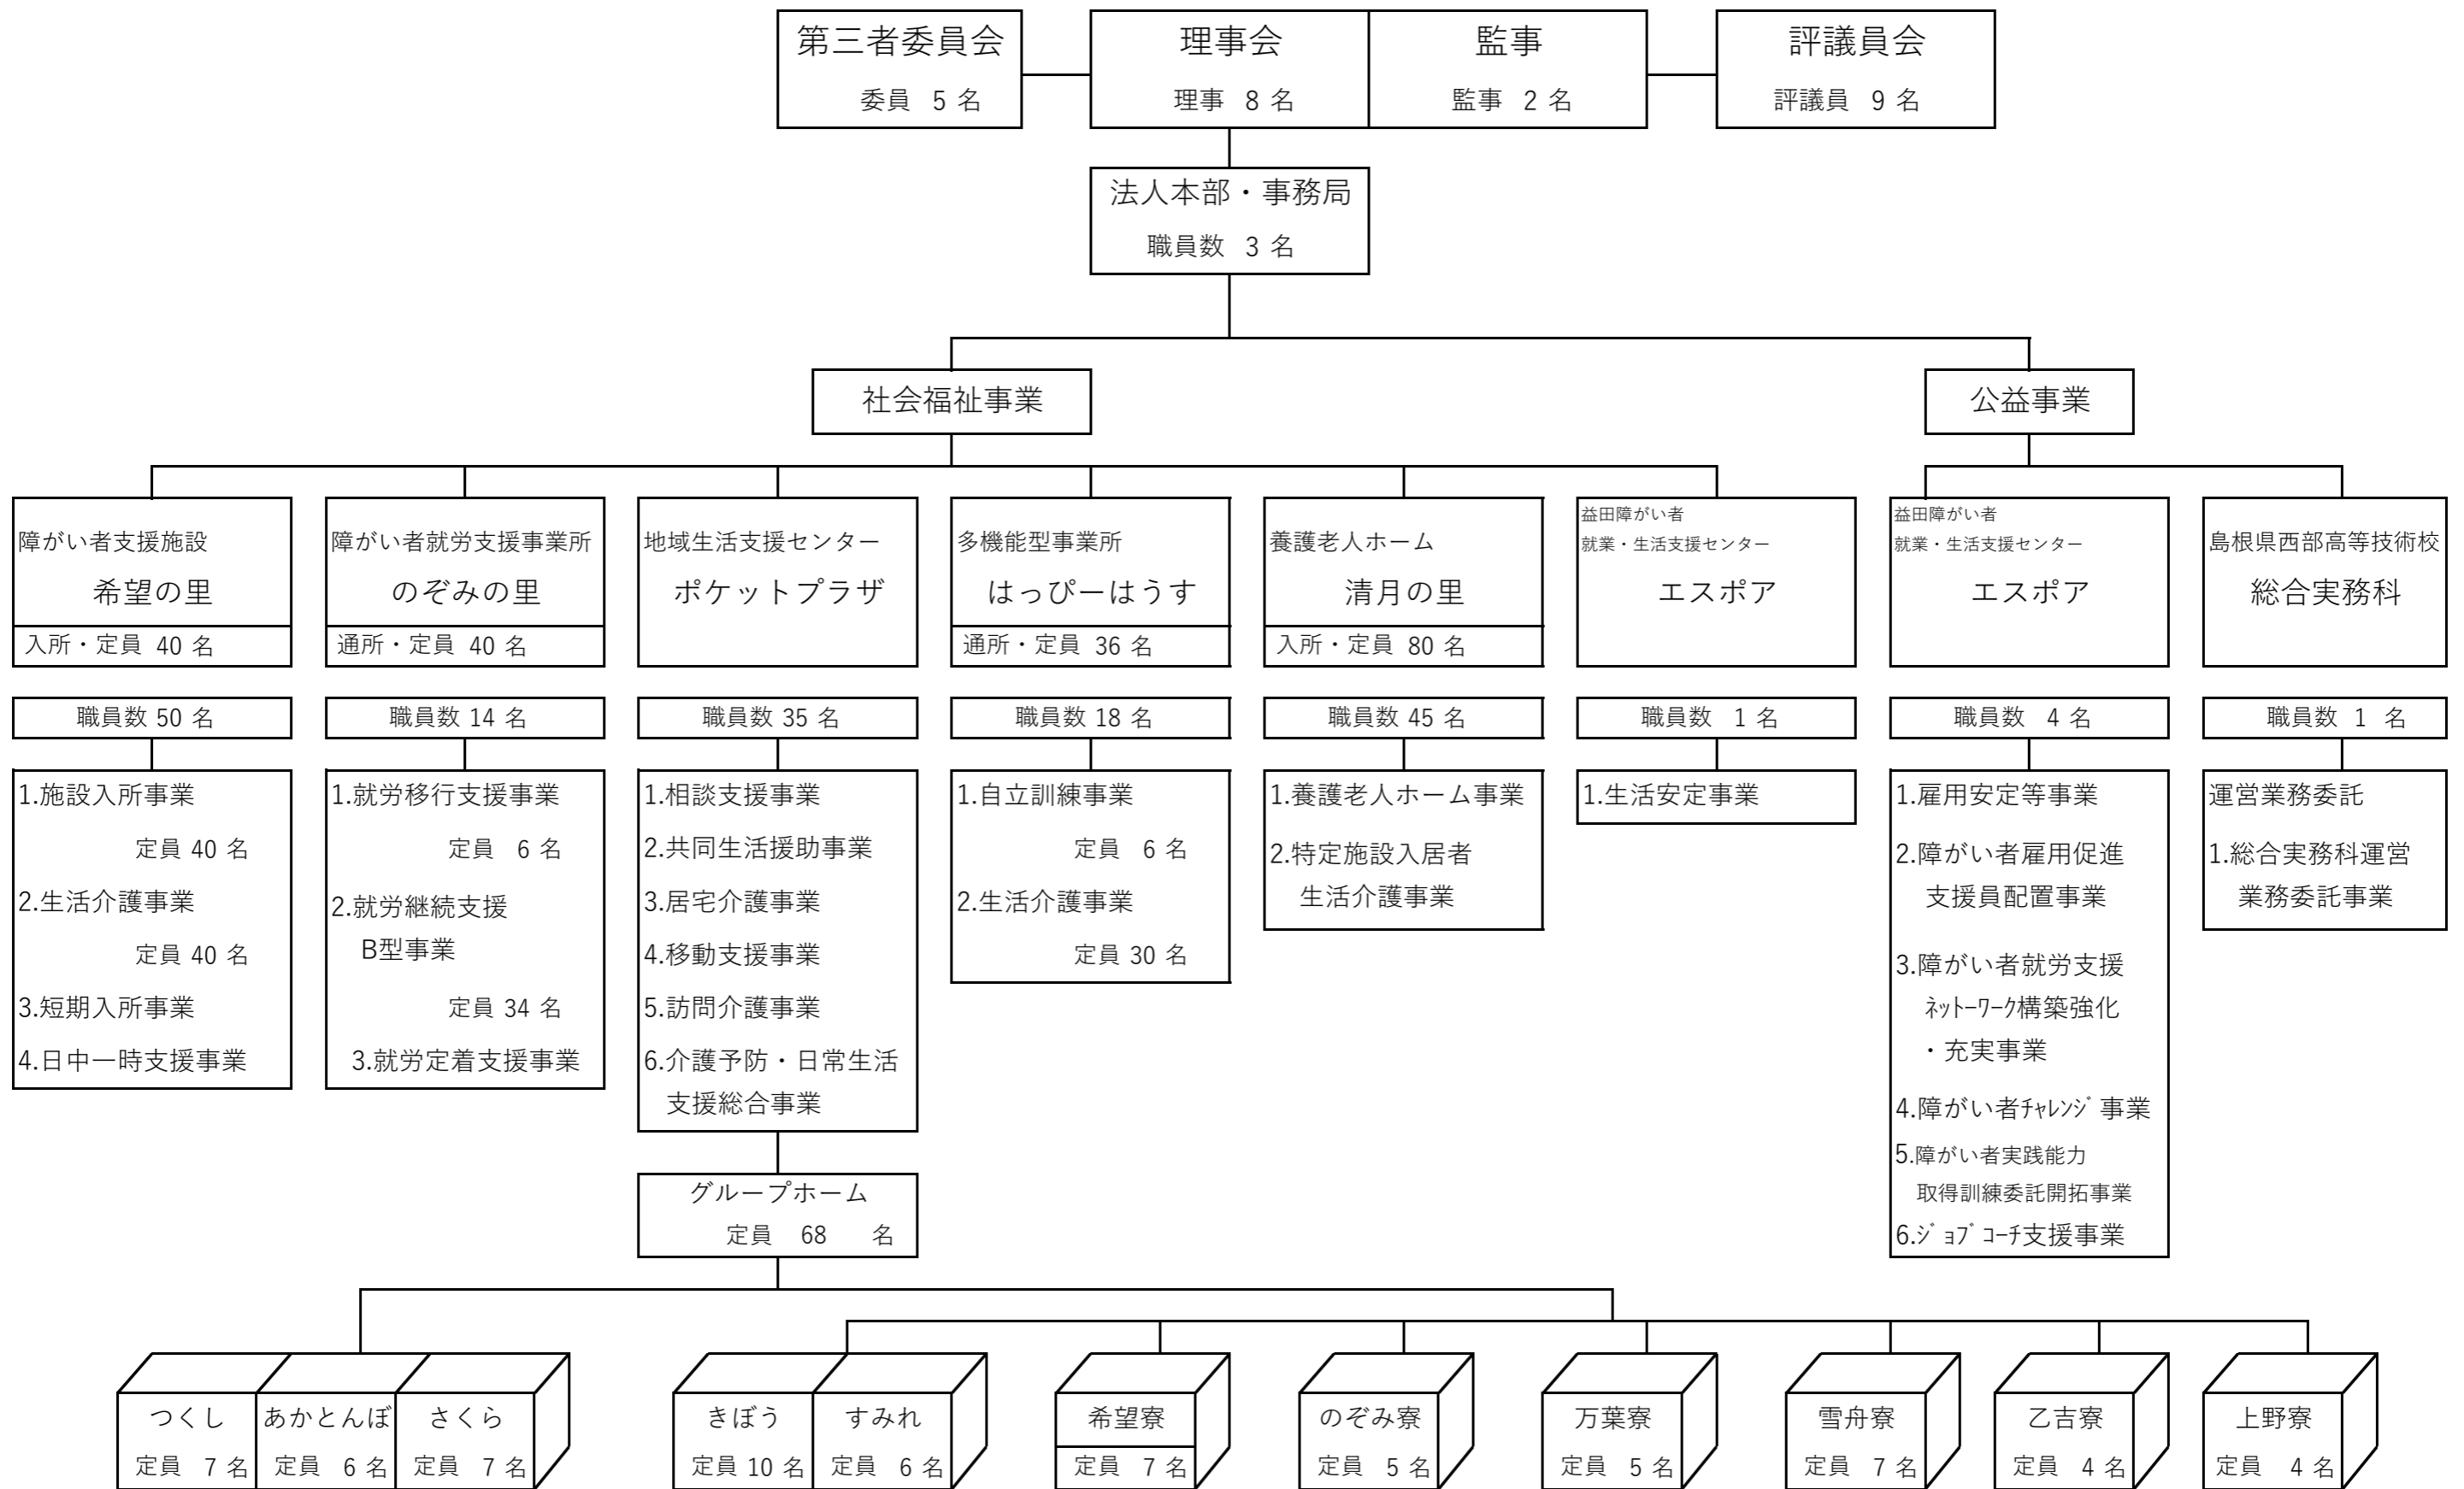 第三者委員会
委員 5 名
理事会
理事 8 名
監事
監事 2 名
評議員会
評議員 9 名
法人本部・事務局
職員数 3 名
社会福祉事業
公益事業
障がい者支援施設
希望の里
入所・定員 40 名
職員数 50 名
1.施設入所事業
定員 40 名
2.生活介護事業
定員 40 名
3.短期入所事業
4.日中一時支援事業
障がい者就労支援事業所
のぞみの里
通所・定員 40 名
職員数 14 名
1.就労移行支援事業
定員 6 名
2.就労継続支援
B型事業
定員 34 名
3.就労定着支援事業
地域生活支援センター
ポケットプラザ
職員数 35 名
1.相談支援事業
2.共同生活援助事業
3.居宅介護事業
4.移動支援事業
5.訪問介護事業
6.介護予防・日常生活
支援総合事業
多機能型事業所
はっぴーはうす
通所・定員 36 名
職員数 18 名
1.自立訓練事業
定員 6 名
2.生活介護事業
定員 30 名
養護老人ホーム
清月の里
入所・定員 80 名
職員数 45 名
1.養護老人ホーム事業
2.特定施設入居者
生活介護事業
益田障がい者
就業・生活支援センター
エスポア
職員数 1 名
1.生活安定事業
益田障がい者
就業・生活支援センター
エスポア
職員数 4 名
1.雇用安定等事業
2.障がい者雇用促進
支援員配置事業
3.障がい者就労支援
ﾈｯﾄｰﾜｰｸ構築強化
・充実事業
4.障がい者ﾁｬﾚﾝｼﾞ事業
5.障がい者実践能力
取得訓練委託開拓事業
6.ｼﾞｮﾌﾞｺｰﾁ支援事業
島根県西部高等技術校
総合実務科
職員数 1 名
運営業務委託
1.総合実務科運営
業務委託事業
グループホーム
定員 68 名
つくし
定員 7 名
あかとんぼ
定員 6 名
さくら
定員 7 名
きぼう
定員 10 名
すみれ
定員 6 名
希望寮
定員 7 名
のぞみ寮
定員 5 名
万葉寮
定員 5 名
雪舟寮
定員 7 名
乙吉寮
定員 4 名
上野寮
定員 4 名